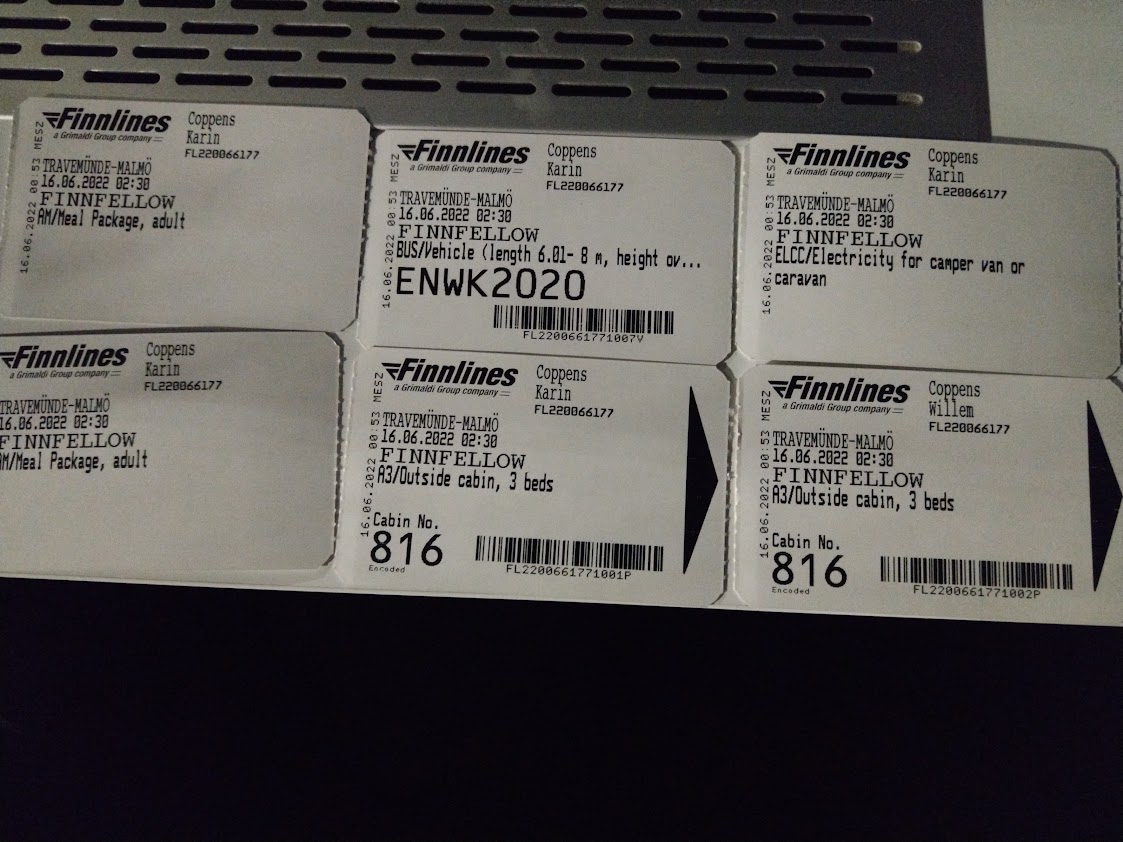 Finnlines
a Grimaldi Group company
Coppens
Karin
FL220066177
16.06.2022 00:53 MESZ
TRAVEMÜNDE-MALMÖ
16.06.2022 02:30
FINNFELLOW
AM/Meal Package, adult
Finnlines
a Grimaldi Group company
Coppens
Karin
FL220066177
16.06.2022 00:53 MESZ
TRAVEMÜNDE-MALMÖ
16.06.2022 02:30
FINNFELLOW
BUS/Vehicle (length 6.01- 8 m, height ov...
ENWK2020
FL2200661771007V
Finnlines
a Grimaldi Group company
Coppens
Karin
FL220066177
16.06.2022 00:53 MESZ
TRAVEMÜNDE-MALMÖ
16.06.2022 02:30
FINNFELLOW
ELCC/Electricity for camper van or
caravan
Finnlines
a Grimaldi Group company
Coppens
Karin
FL220066177
TRAVEMÜNDE-MALMÖ
16.06.2022 02:30
FINNFELLOW
AM/Meal Package, adult
Finnlines
a Grimaldi Group company
Coppens
Karin
FL220066177
16.06.2022 00:53 MESZ
TRAVEMÜNDE-MALMÖ
16.06.2022 02:30
FINNFELLOW
A3/Outside cabin, 3 beds
Cabin No.
816
Encoded
FL2200661771001P
Finnlines
a Grimaldi Group company
Coppens
Willem
FL220066177
16.06.2022 00:53 MESZ
TRAVEMÜNDE-MALMÖ
16.06.2022 02:30
FINNFELLOW
A3/Outside cabin, 3 beds
Cabin No.
816
Encoded
FL2200661771002P